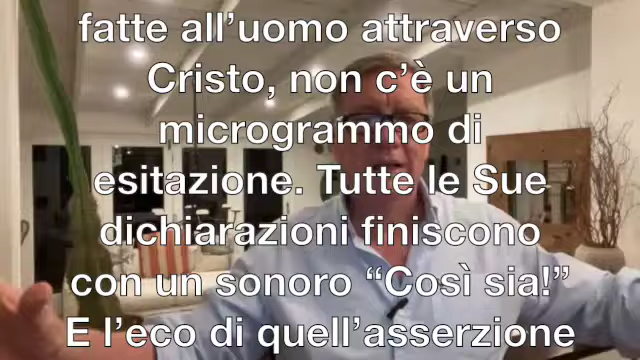 fatte all’uomo attraverso
Cristo, non c’è un
microgrammo di
esitazione. Tutte le Sue
dichiarazioni finiscono
con un sonoro “Così sia!”
E l’eco di quell’asserzione